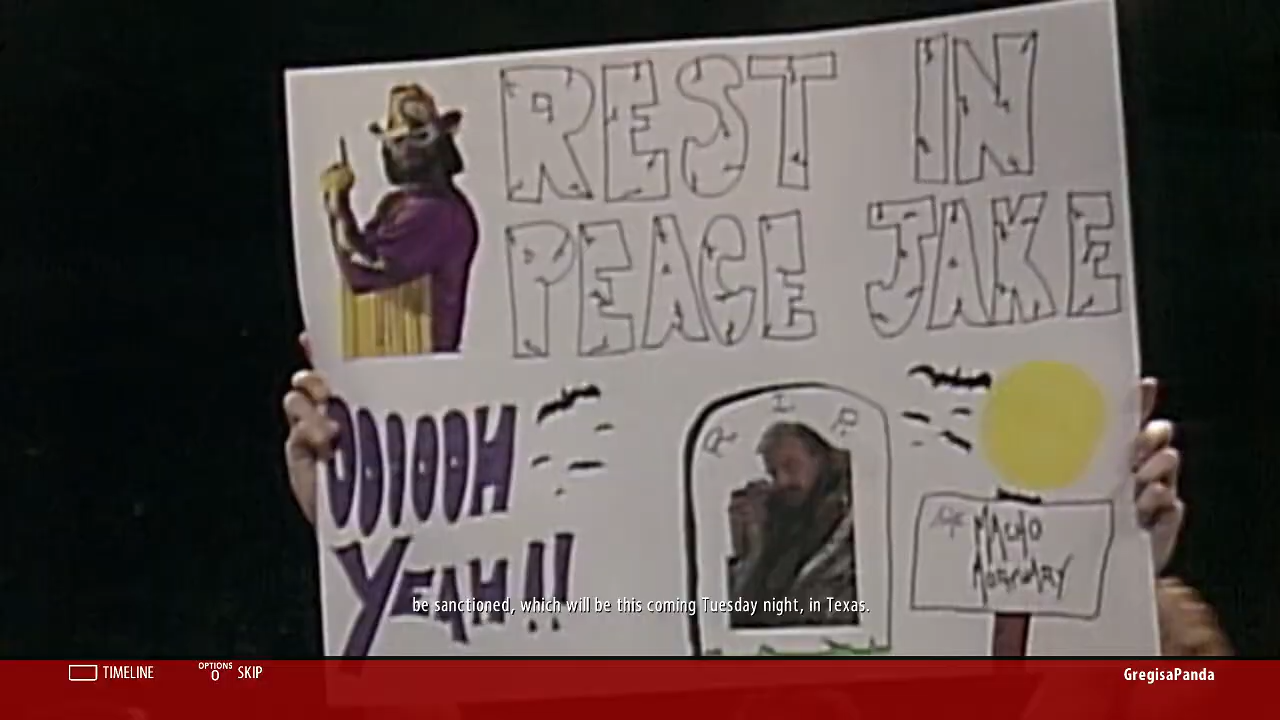 REST IN
PEACE JAKE
OOOOOH
YEAH!!
R I P
MACHO
MORTUARY
be sanctioned, which will be this coming Tuesday night, in Texas.
TIMELINE
OPTIONS
SKIP
GregisaPanda